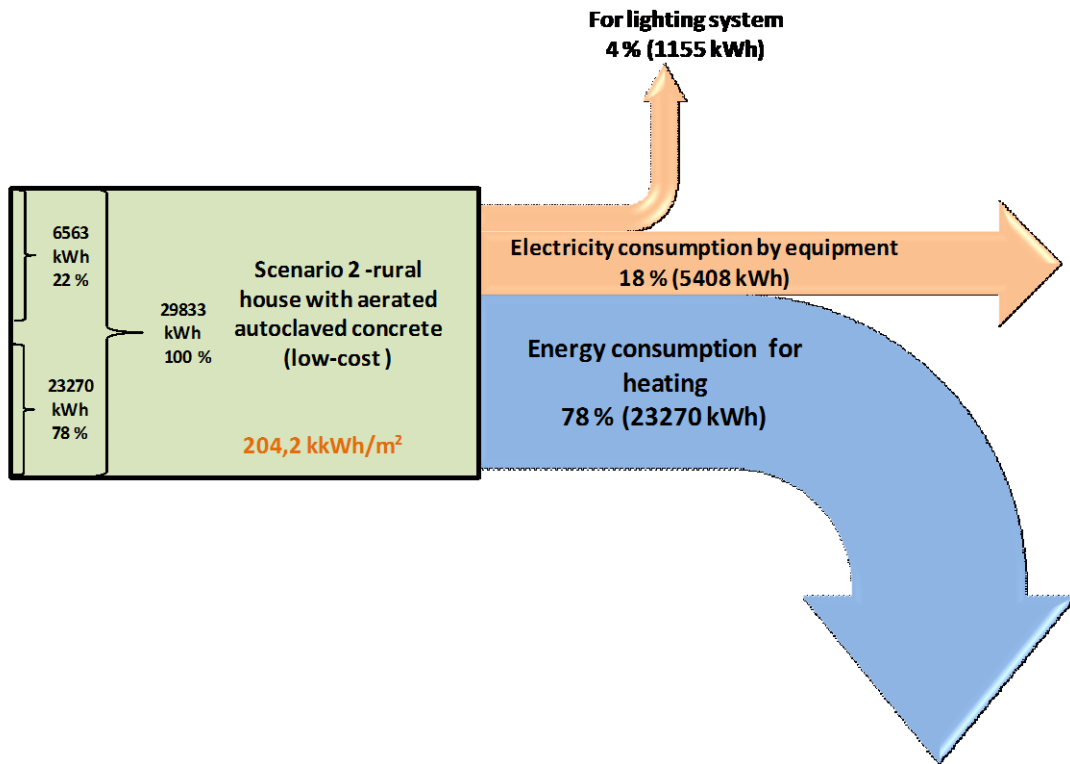 For lighting system
4 % (1155 kWh)
6563
kWh
22 %
29833
kWh
100 %
23270
kWh
78 %
Scenario 2 -rural
house with aerated
autoclaved concrete
(low-cost )
204,2 kkWh/m²
Electricity consumption by equipment
18 % (5408 kWh)
Energy consumption for
heating
78 % (23270 kWh)